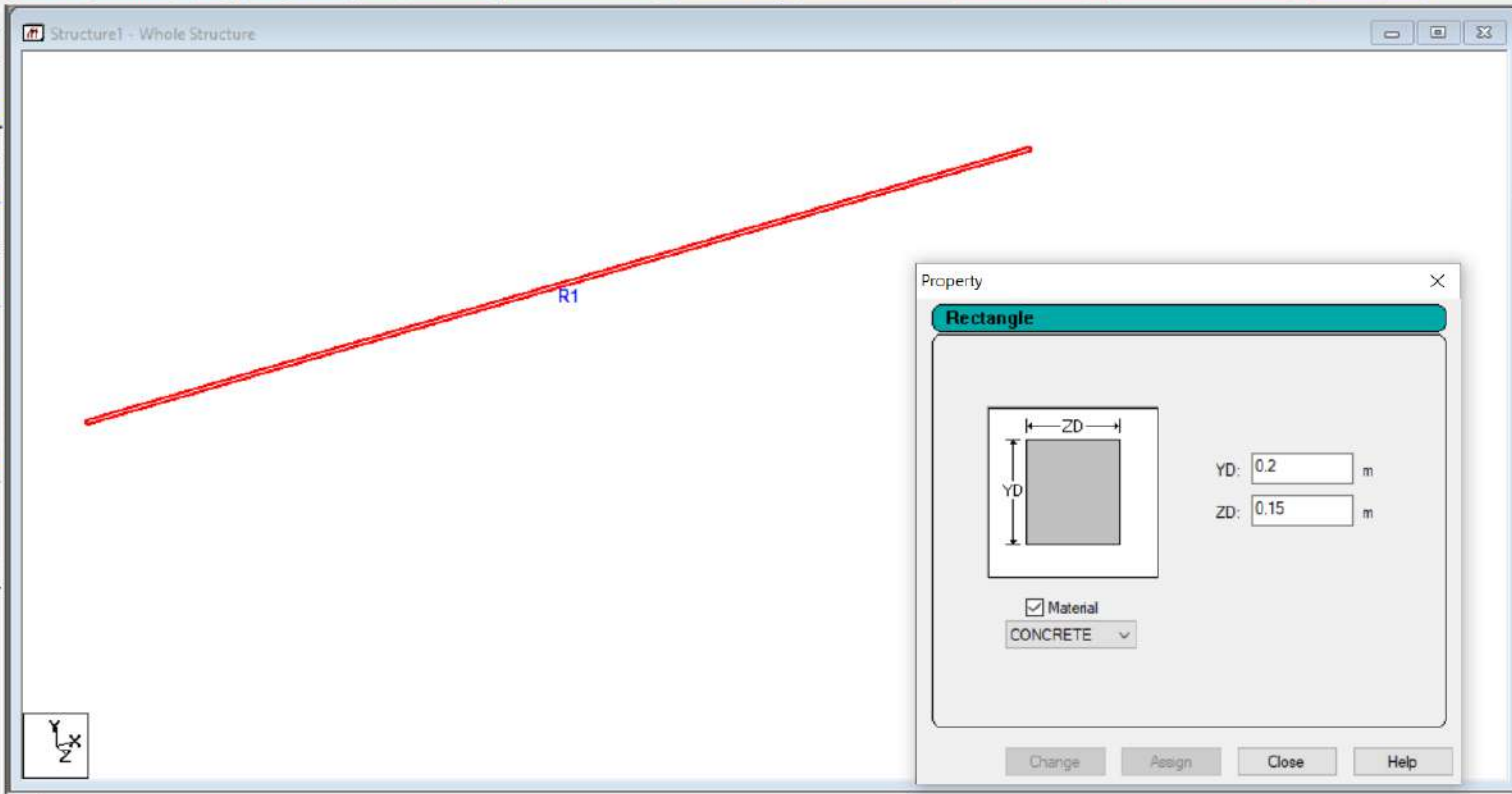 Structure1 - Whole Structure
R1
Property
Rectangle
ZD
YD
YD: 0.2 m
ZD: 0.15 m
Material
CONCRETE
Change Assign Close Help
Y
X
Z